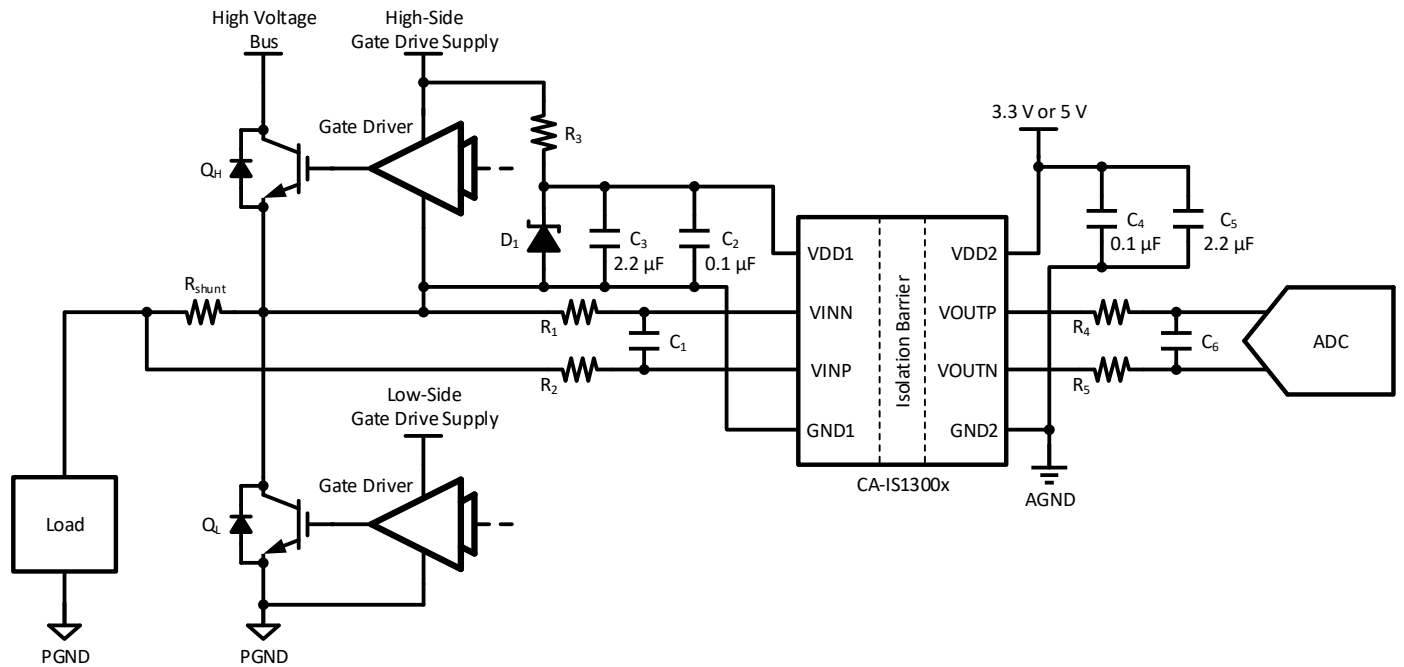 High Voltage
Bus
High-Side
Gate Drive Supply
3.3 V or 5 V
Gate Driver
R3
QH
C4
0.1 µF
C5
2.2 µF
D1
C3
2.2 µF
C2
0.1 µF
VDD1
VDD2
Rshunt
R1
VINN
VOUTP
R4
C1
Isolation Barrier
C6
ADC
R2
VINP
VOUTN
R5
Low-Side
Gate Drive Supply
GND1
GND2
Gate Driver
CA-IS1300x
AGND
Load
QL
PGND
PGND